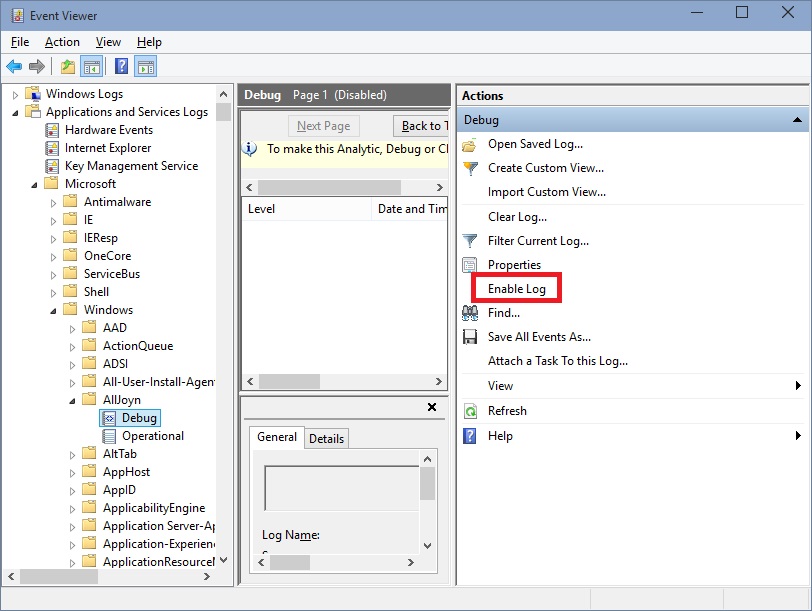 Event Viewer
File Action View Help
Windows Logs
Applications and Services Logs
Hardware Events
Internet Explorer
Key Management Service
Microsoft
Antimalware
IE
IEResp
OneCore
ServiceBus
Shell
Windows
AAD
ActionQueue
ADSI
All-User-Install-Agen
AllJoyn
Debug
Operational
AltTab
AppHost
AppID
ApplicabilityEngine
Application Server-Ap
Application-Experien
ApplicationResourceM
Debug Page 1 (Disabled)
Next Page Back to T
To make this Analytic, Debug or Cl
Level Date and Tim
General Details
Log Name:
Actions
Debug
Open Saved Log...
Create Custom View...
Import Custom View...
Clear Log...
Filter Current Log...
Properties
Enable Log
Find...
Save All Events As...
Attach a Task To this Log...
View
Refresh
Help